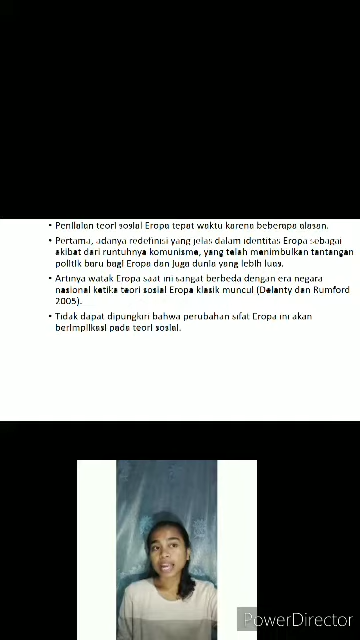 • Penilaian teori sosial Eropa tepat waktu karena beberapa alasan.
• Pertama, adanya redefinisi yang jelas dalam identitas Eropa sebagai
akibat dari runtuhnya komunisme, yang telah menimbulkan tantangan
politik baru bagi Eropa dan juga dunia yang lebih luas.
• Artinya watak Eropa saat ini sangat berbeda dengan era negara
nasional ketika teori sosial Eropa klasik muncul (Delanty dan Rumford
2005).
• Tidak dapat dipungkiri bahwa perubahan sifat Eropa ini akan
berimplikasi pada teori sosial.
PowerDirector